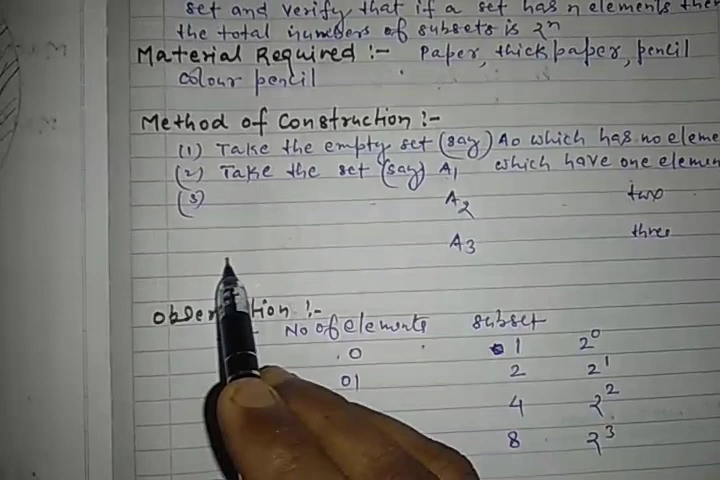 set and verify that if a set has n elements then
the total numbers of subsets is 2ⁿ
Material Required :- Paper, thick paper, pencil
colour pencil
Method of Construction :-
(1) Take the empty set (say) A0 which has no eleme
(2) Take the set (say) A1 which have one elemen
(3) A2 two
A3 three
Obser tion :-
No of elements subset
0 1 2⁰
01 2 2¹
4 2²
8 2³